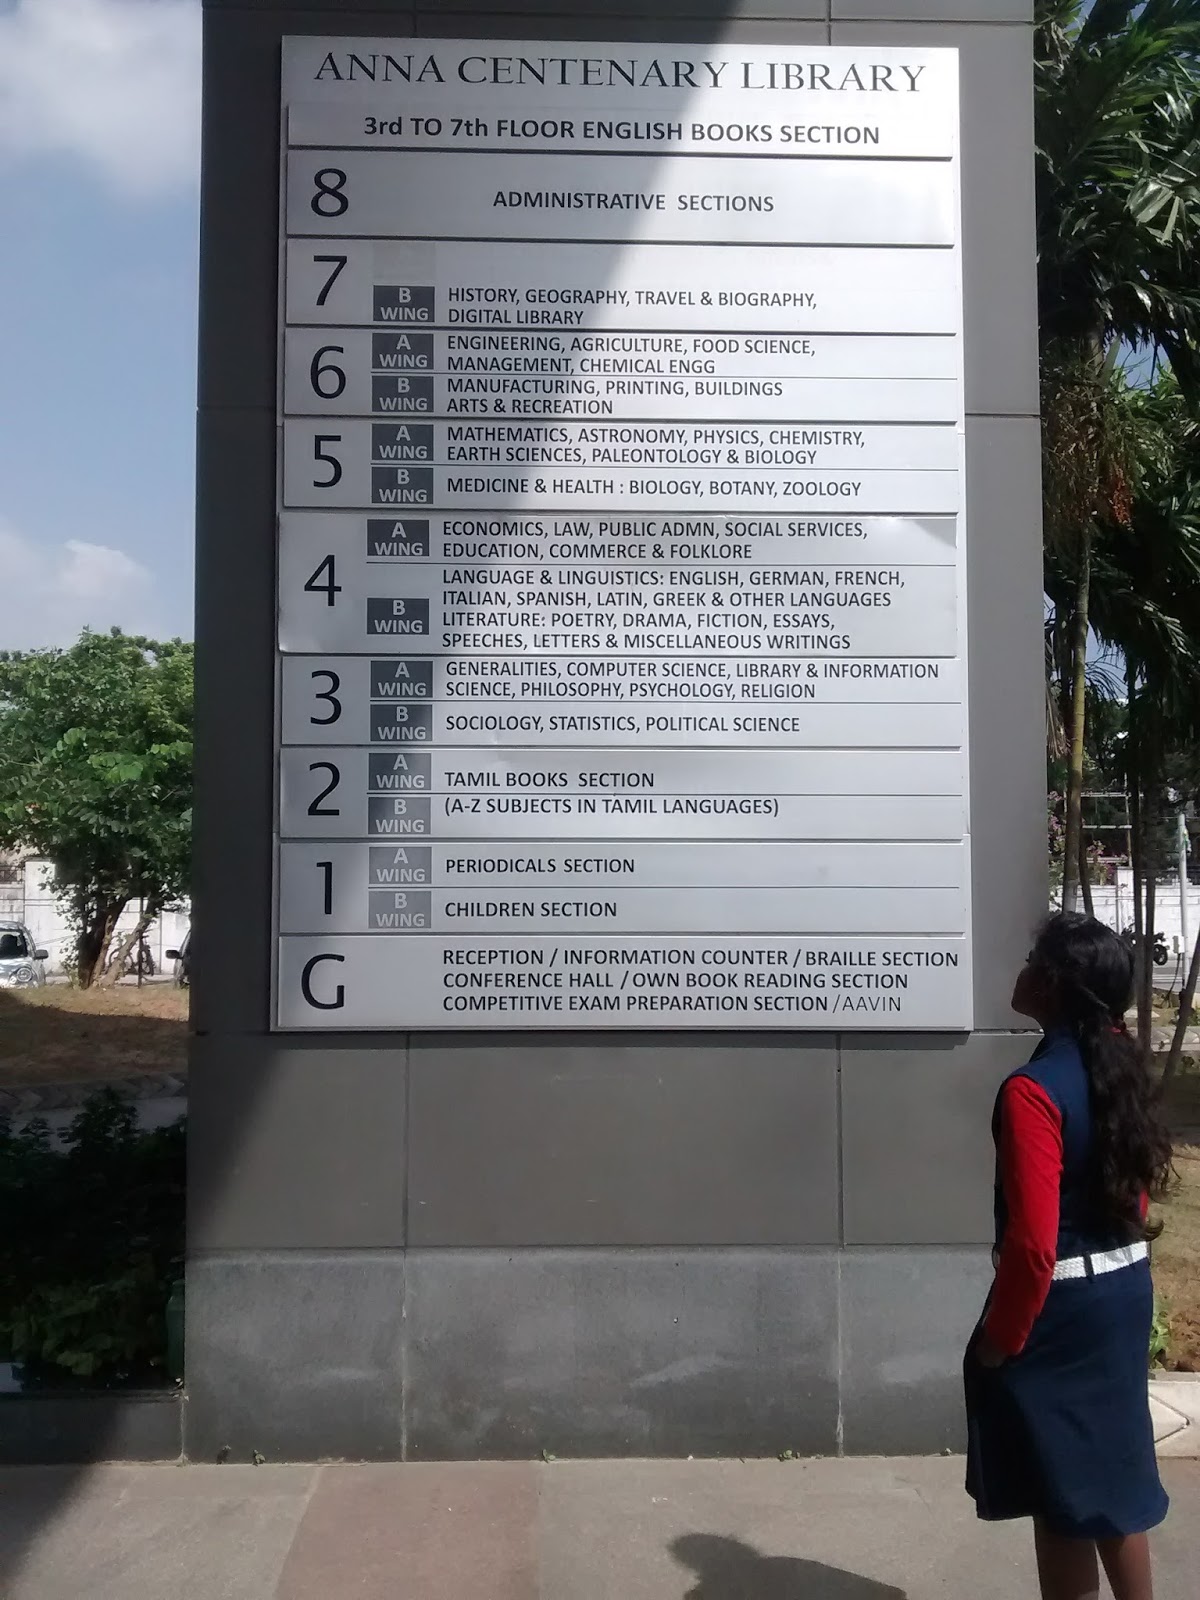 ANNA CENTENARY LIBRARY
3rd TO 7th FLOOR ENGLISH BOOKS SECTION
8
ADMINISTRATIVE SECTIONS
7
B WING
HISTORY, GEOGRAPHY, TRAVEL & BIOGRAPHY,
DIGITAL LIBRARY
6
A WING
ENGINEERING, AGRICULTURE, FOOD SCIENCE,
MANAGEMENT, CHEMICAL ENGG
B WING
MANUFACTURING, PRINTING, BUILDINGS
ARTS & RECREATION
5
A WING
MATHEMATICS, ASTRONOMY, PHYSICS, CHEMISTRY,
EARTH SCIENCES, PALEONTOLOGY & BIOLOGY
B WING
MEDICINE & HEALTH : BIOLOGY, BOTANY, ZOOLOGY
4
A WING
ECONOMICS, LAW, PUBLIC ADMN, SOCIAL SERVICES,
EDUCATION, COMMERCE & FOLKLORE
B WING
LANGUAGE & LINGUISTICS: ENGLISH, GERMAN, FRENCH,
ITALIAN, SPANISH, LATIN, GREEK & OTHER LANGUAGES
LITERATURE: POETRY, DRAMA, FICTION, ESSAYS,
SPEECHES, LETTERS & MISCELLANEOUS WRITINGS
3
A WING
GENERALITIES, COMPUTER SCIENCE, LIBRARY & INFORMATION
SCIENCE, PHILOSOPHY, PSYCHOLOGY, RELIGION
B WING
SOCIOLOGY, STATISTICS, POLITICAL SCIENCE
2
A WING
TAMIL BOOKS SECTION
B WING
(A-Z SUBJECTS IN TAMIL LANGUAGES)
1
A WING
PERIODICALS SECTION
B WING
CHILDREN SECTION
G
RECEPTION / INFORMATION COUNTER / BRAILLE SECTION
CONFERENCE HALL / OWN BOOK READING SECTION
COMPETITIVE EXAM PREPARATION SECTION / AAVIN